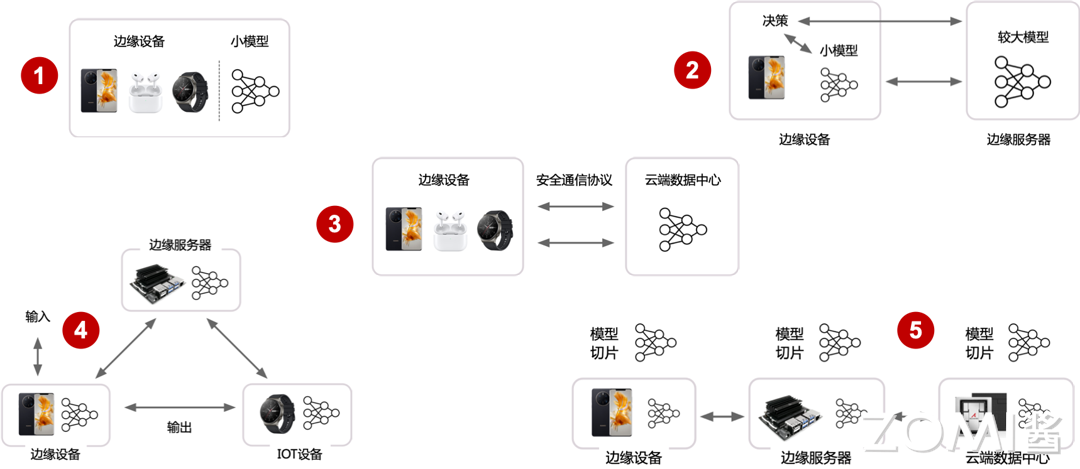 1
边缘设备
小模型
2
决策
小模型
边缘设备
较大模型
边缘服务器
3
边缘设备
安全通信协议
云端数据中心
4
边缘服务器
输入
边缘设备
输出
IOT设备
5
模型
切片
边缘设备
模型
切片
边缘服务器
模型
切片
云端数据中心
ZOMI酱